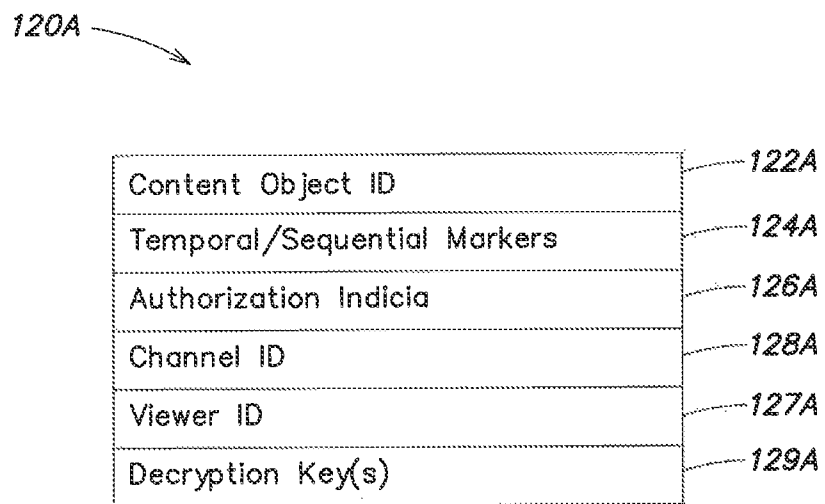 120A
Content Object ID 122A
Temporal/Sequential Markers 124A
Authorization Indicia 126A
Channel ID 128A
Viewer ID 127A
Decryption Key(s) 129A